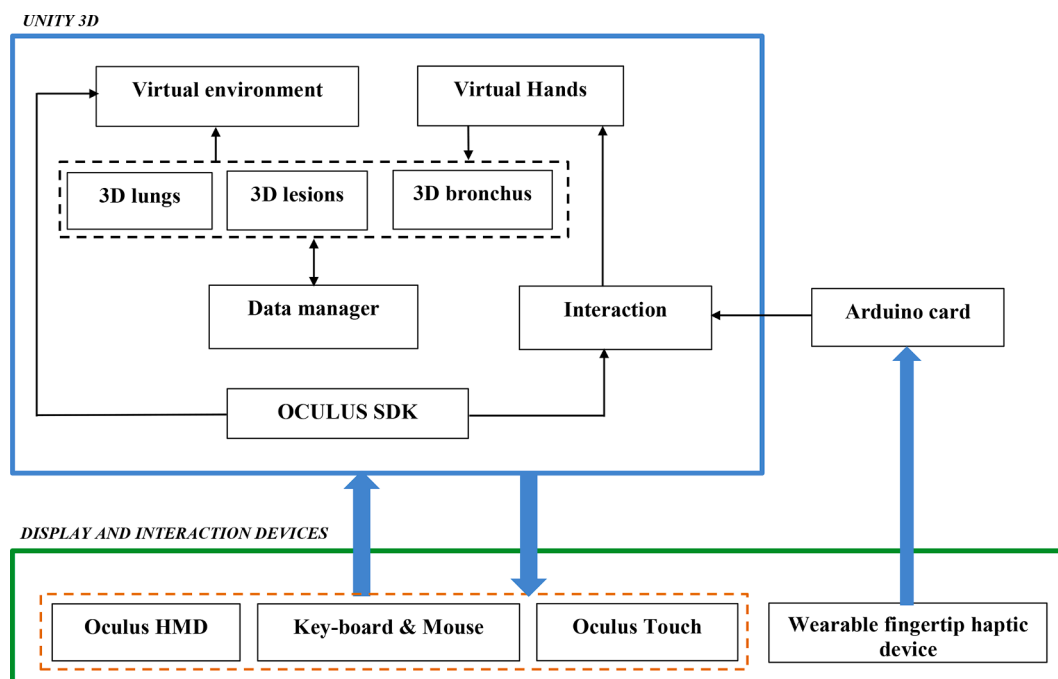 UNITY 3D
Virtual environment
Virtual Hands
3D lungs
3D lesions
3D bronchus
Data manager
Interaction
Arduino card
OCULUS SDK
DISPLAY AND INTERACTION DEVICES
Oculus HMD
Key-board & Mouse
Oculus Touch
Wearable fingertip haptic
device